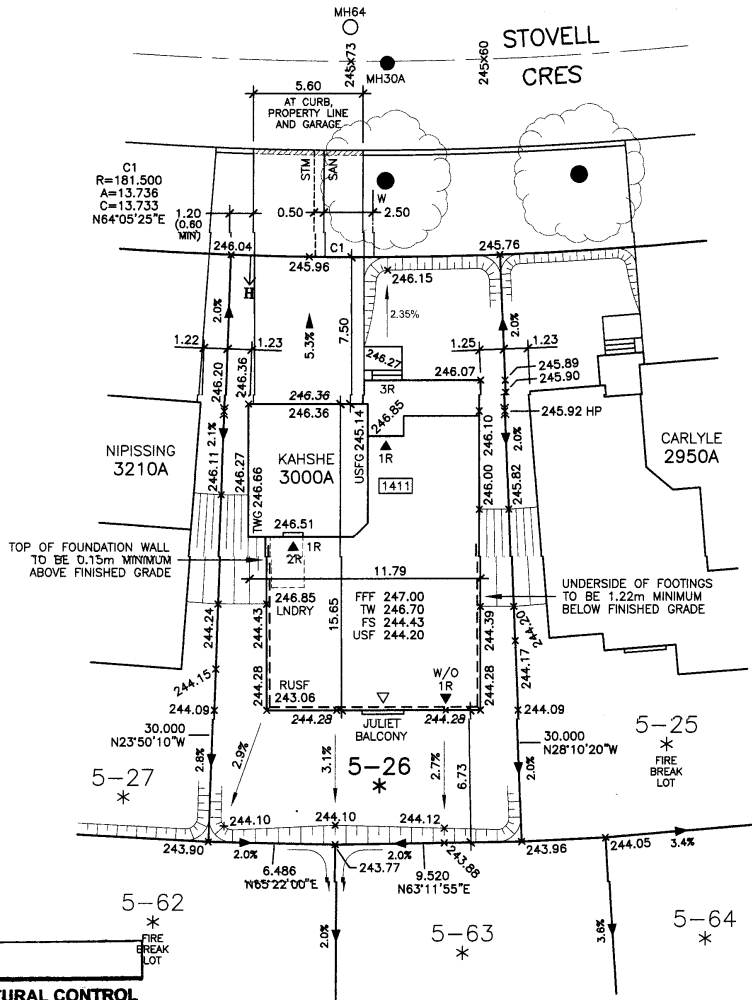 MH64
STOVELL
CRES
245x73
MH30A
245x60
5.60
AT CURB,
PROPERTY LINE
AND GARAGE
C1
R=181.500
A=13.736
C=13.733
N64°05'25"E
STM
SAN
W
1.20
(0.60
MIN)
0.50
2.50
246.04
245.96
C1
245.76
246.15
H
2.0%
5.3%
7.50
2.35%
2.0%
1.22
1.23
246.27
1.25
1.23
246.20
246.36
246.36
246.36
3R
246.85
246.07
245.89
245.90
245.92 HP
2.1%
246.11
246.27
NIPISSING
3210A
KAHSHE
3000A
TWG 246.66
USFG 245.14
1R
1411
246.10
246.00
2.0%
245.82
CARLYLE
2950A
246.51
1R
2R
TOP OF FOUNDATION WALL
TO BE 0.15m MINIMUM
ABOVE FINISHED GRADE
11.79
UNDERSIDE OF FOOTINGS
TO BE 1.22m MINIMUM
BELOW FINISHED GRADE
246.85
LNDRY
15.65
FFF 247.00
TW 246.70
FS 244.43
USF 244.20
244.24
244.43
244.39
244.20
244.17
244.15
244.28
244.28
RUSF
243.06
W/O
1R
244.09
244.28
JULIET
BALCONY
244.28
244.09
30.000
N23°50'10"W
30.000
N28°10'20"W
5-25
FIRE
BREAK
LOT
2.8%
2.9%
3.1%
5-26
2.7%
6.73
2.0%
5-27
244.10
244.10
244.12
243.90
2.0%
243.77
2.0%
243.88
243.96
244.05
3.4%
6.486
N65°22'00"E
9.520
N63°11'55"E
5-62
FIRE
BREAK
LOT
2.0%
5-63
3.6%
5-64
TURAL CONTROL